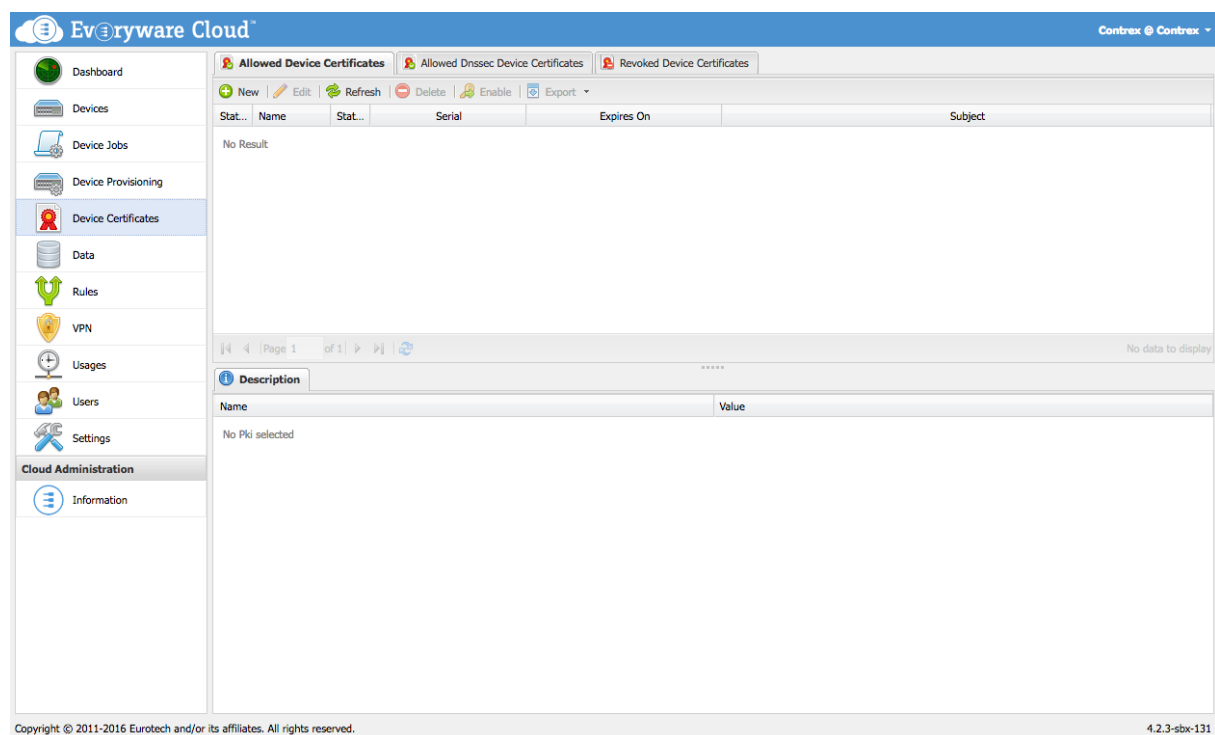 Everyware Cloud™
Contrex @ Contrex
Dashboard
Devices
Device Jobs
Device Provisioning
Device Certificates
Data
Rules
VPN
Usages
Users
Settings
Cloud Administration
Information
Allowed Device Certificates Allowed Dnssec Device Certificates Revoked Device Certificates
New Edit Refresh Delete Enable Export
Stat... Name Stat... Serial Expires On Subject
No Result
Page 1 of 1 No data to display
Description
Name Value
No Pki selected
Copyright © 2011-2016 Eurotech and/or its affiliates. All rights reserved. 4.2.3-sbx-131